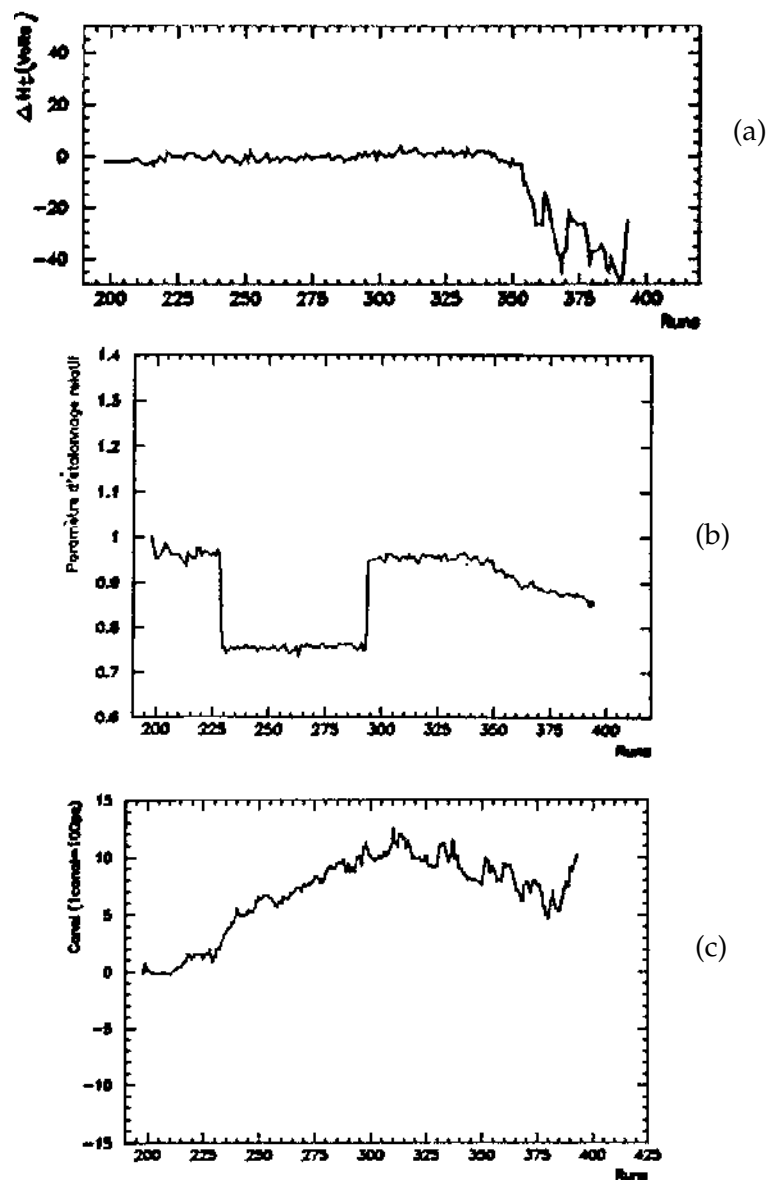 Δ Ht (Volts)
40
20
0
−20
−40
200 225 250 275 300 325 350 375 400
Runs
(a)
Paramètre d'étalonnage relatif
1.4
1.3
1.2
1.1
1
0.9
0.8
0.7
0.6
200 225 250 275 300 325 350 375 400
Runs
(b)
Canal (1canal=100ps)
15
10
5
0
−5
−10
−15
200 225 250 275 300 325 350 375 400 425
Runs
(c)